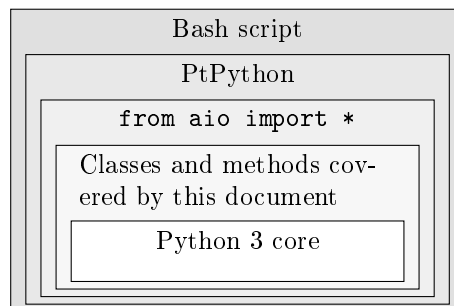 Bash script
PtPython
from aio import *
Classes and methods cov-
ered by this document
Python 3 core